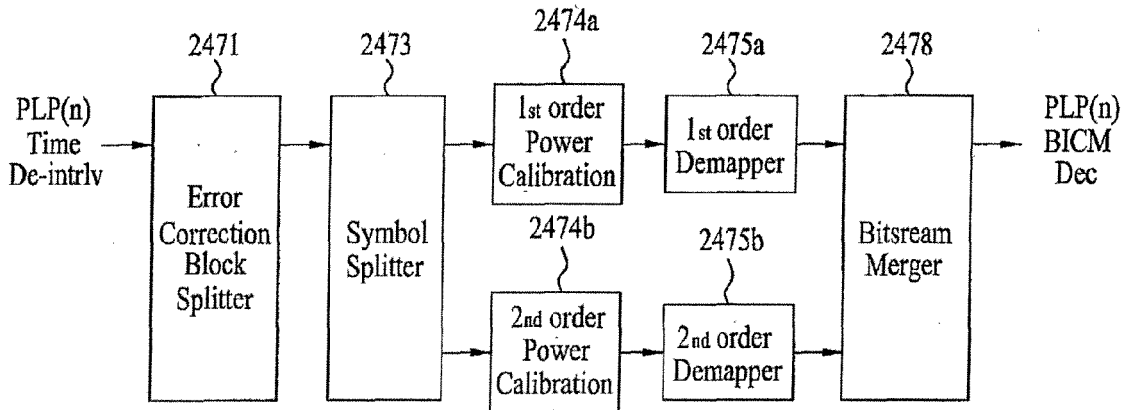 2474a
2471
2473
2475a
2478
PLP(n)
Time
De-intrlv
1st order
Power
Calibration
1st order
Demapper
PLP(n)
BICM
Dec
Error
Correction
Block
Splitter
Symbol
Splitter
2474b
2475b
Bitsream
Merger
2nd order
Power
Calibration
2nd order
Demapper